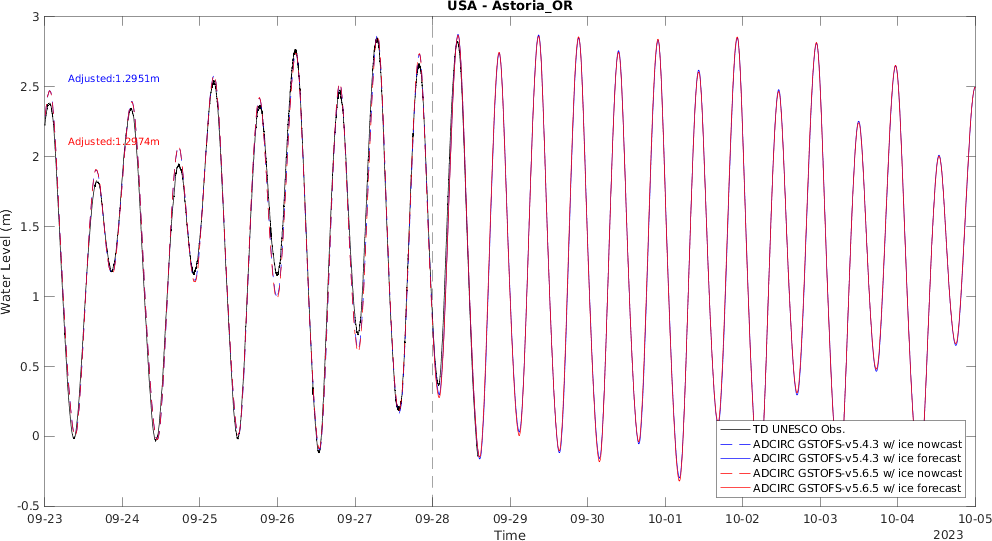 USA - Astoria_OR
3
2.5
2
1.5
1
0.5
0
-0.5
Water Level (m)
Adjusted:1.2951m
Adjusted:1.2974m
TD UNESCO Obs.
ADCIRC GSTOFS-v5.4.3 w/ ice nowcast
ADCIRC GSTOFS-v5.4.3 w/ ice forecast
ADCIRC GSTOFS-v5.6.5 w/ ice nowcast
ADCIRC GSTOFS-v5.6.5 w/ ice forecast
09-23 09-24 09-25 09-26 09-27 09-28 09-29 09-30 10-01 10-02 10-03 10-04 10-05
Time
2023